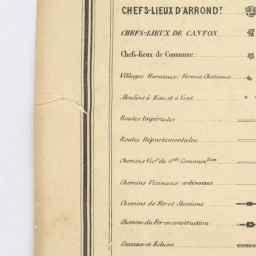 CHEFS-LIEUX D'ARROND.T
CHEFS-LIEUX DE CANTON
Chefs-lieux de Commune
Villages Hameaux Fermes Chateaux
Moulins à Eau et à Vent
Routes Impériales
Routes Départementales
Chemins Vic.x de Commun.
Chemins Vicinaux ordinaires
Chemins de Fer et Stations
Chemins de Fer en construction
Canaux et Ecluses